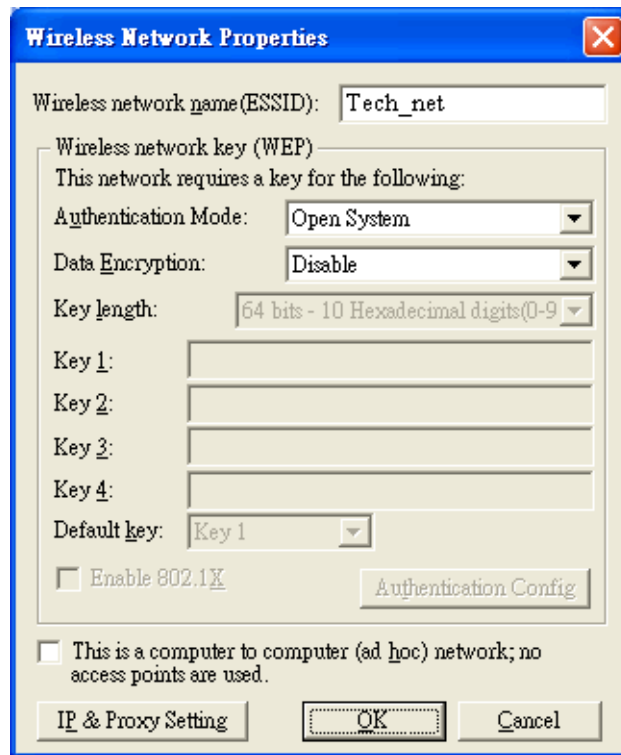 Wireless Network Properties
Wireless network name(ESSID): Tech_net
Wireless network key (WEP)
This network requires a key for the following:
Authentication Mode: Open System
Data Encryption: Disable
Key length: 64 bits - 10 Hexadecimal digits(0-9
Key 1:
Key 2:
Key 3:
Key 4:
Default key: Key 1
Enable 802.1X Authentication Config
This is a computer to computer (ad hoc) network; no
access points are used.
IP & Proxy Setting OK Cancel